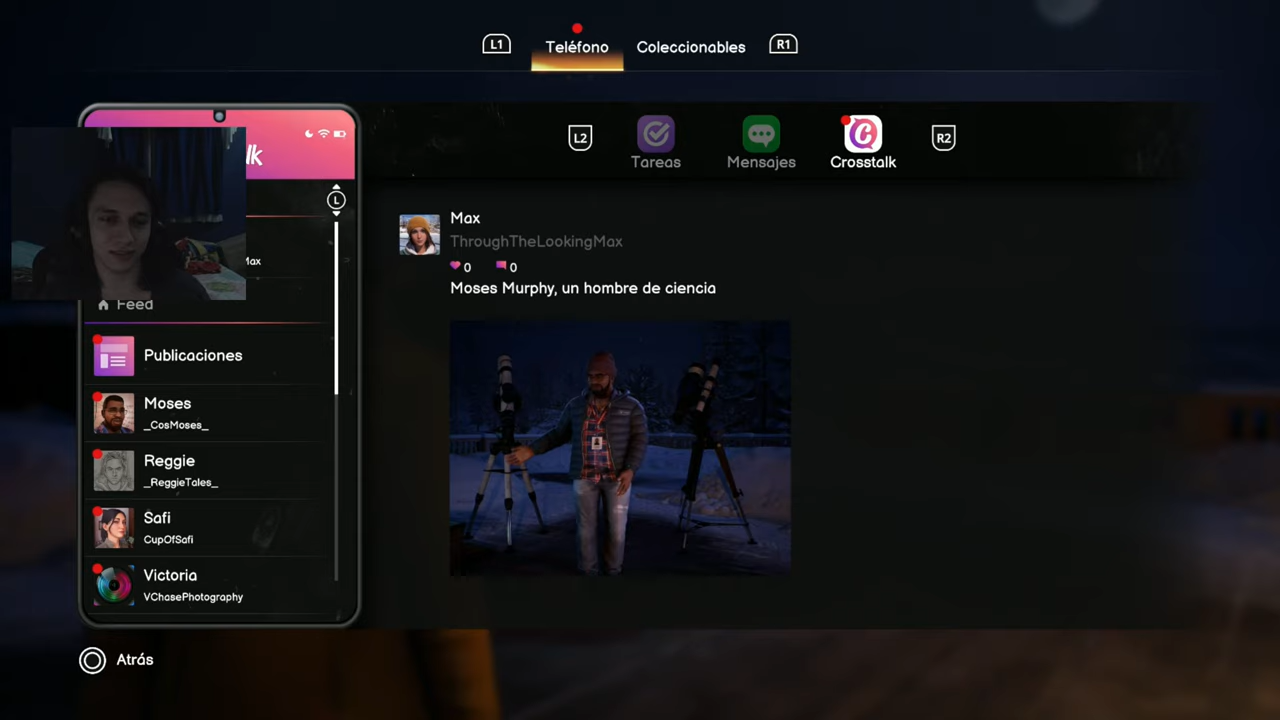 L1
Teléfono
Coleccionables
R1
lk
L
L2
Tareas
Mensajes
Crosstalk
R2
Max
Feed
Publicaciones
Moses
_CosMoses_
Reggie
_ReggieTales_
Safi
CupOfSafi
Victoria
VChasePhotography
Max
ThroughTheLookingMax
0
0
Moses Murphy, un hombre de ciencia
Atrás